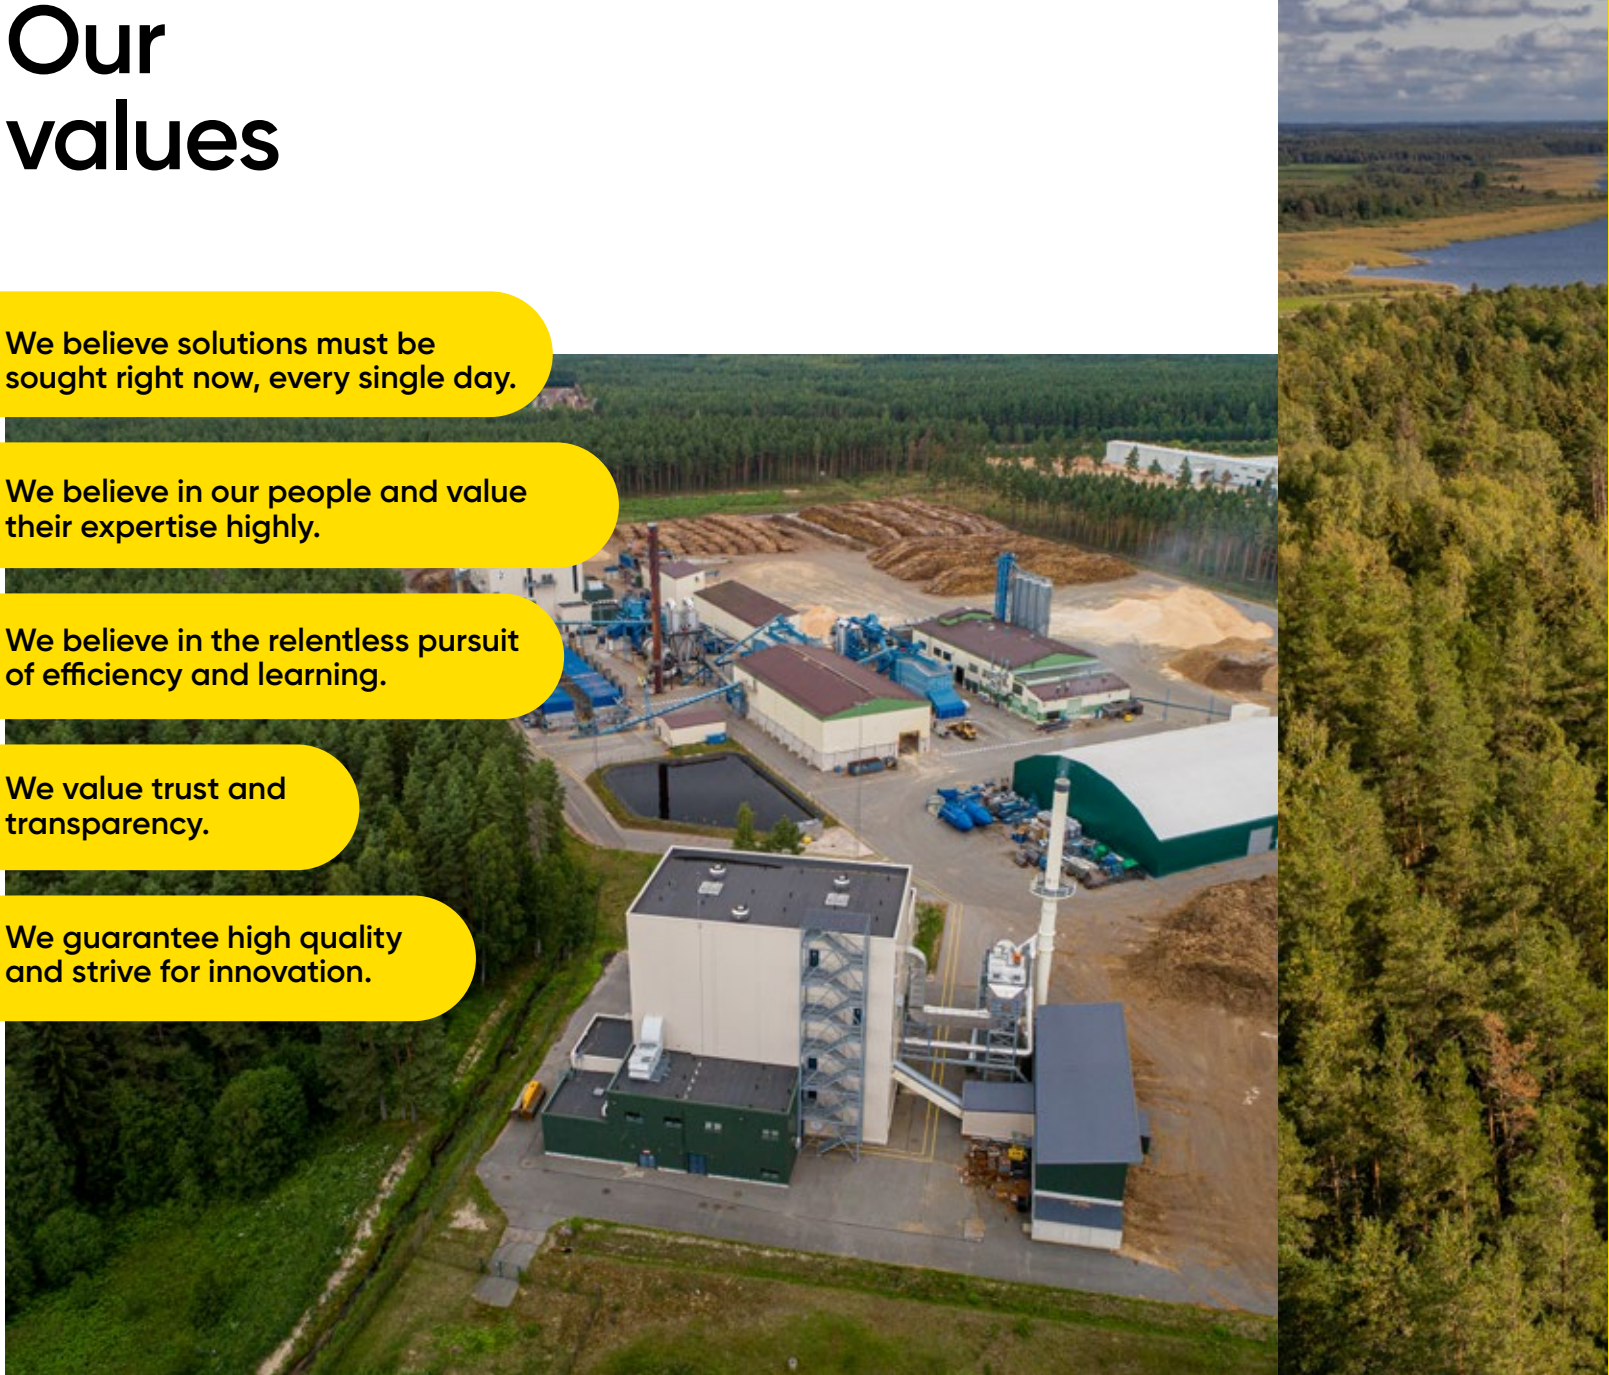 Our
values
We believe solutions must be
sought right now, every single day.
We believe in our people and value
their expertise highly.
We believe in the relentless pursuit
of efficiency and learning.
We value trust and
transparency.
We guarantee high quality
and strive for innovation.